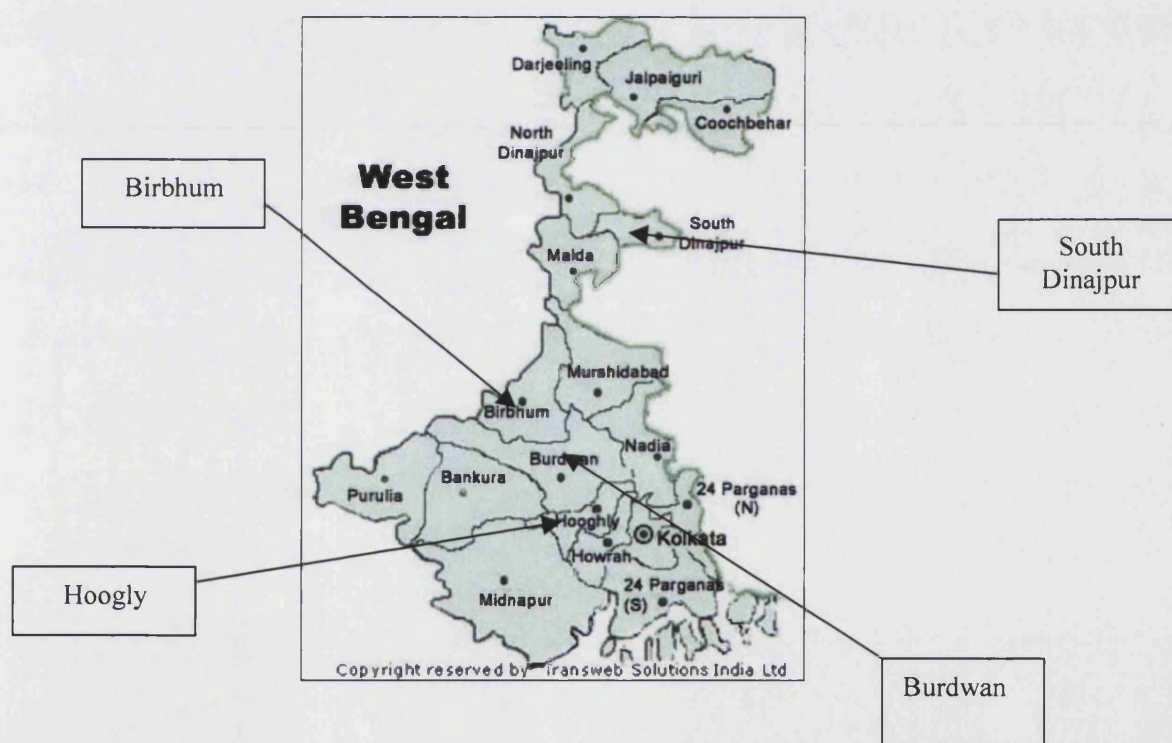 Darjeeling
Jalpaiguri
Coochbehar
North
Dinajpur
West
Bengal
Birbhum
South
Dinajpur
South
Dinajpur
Malda
Murshidabad
Birbhum
Nadia
Burdwan
Bankura
Purulia
24 Parganas
(N)
Hooghly
Kolkata
Howrah
Hoogly
24 Parganas
(S)
Midnapur
Copyright reserved by Transweb Solutions India Ltd
Burdwan